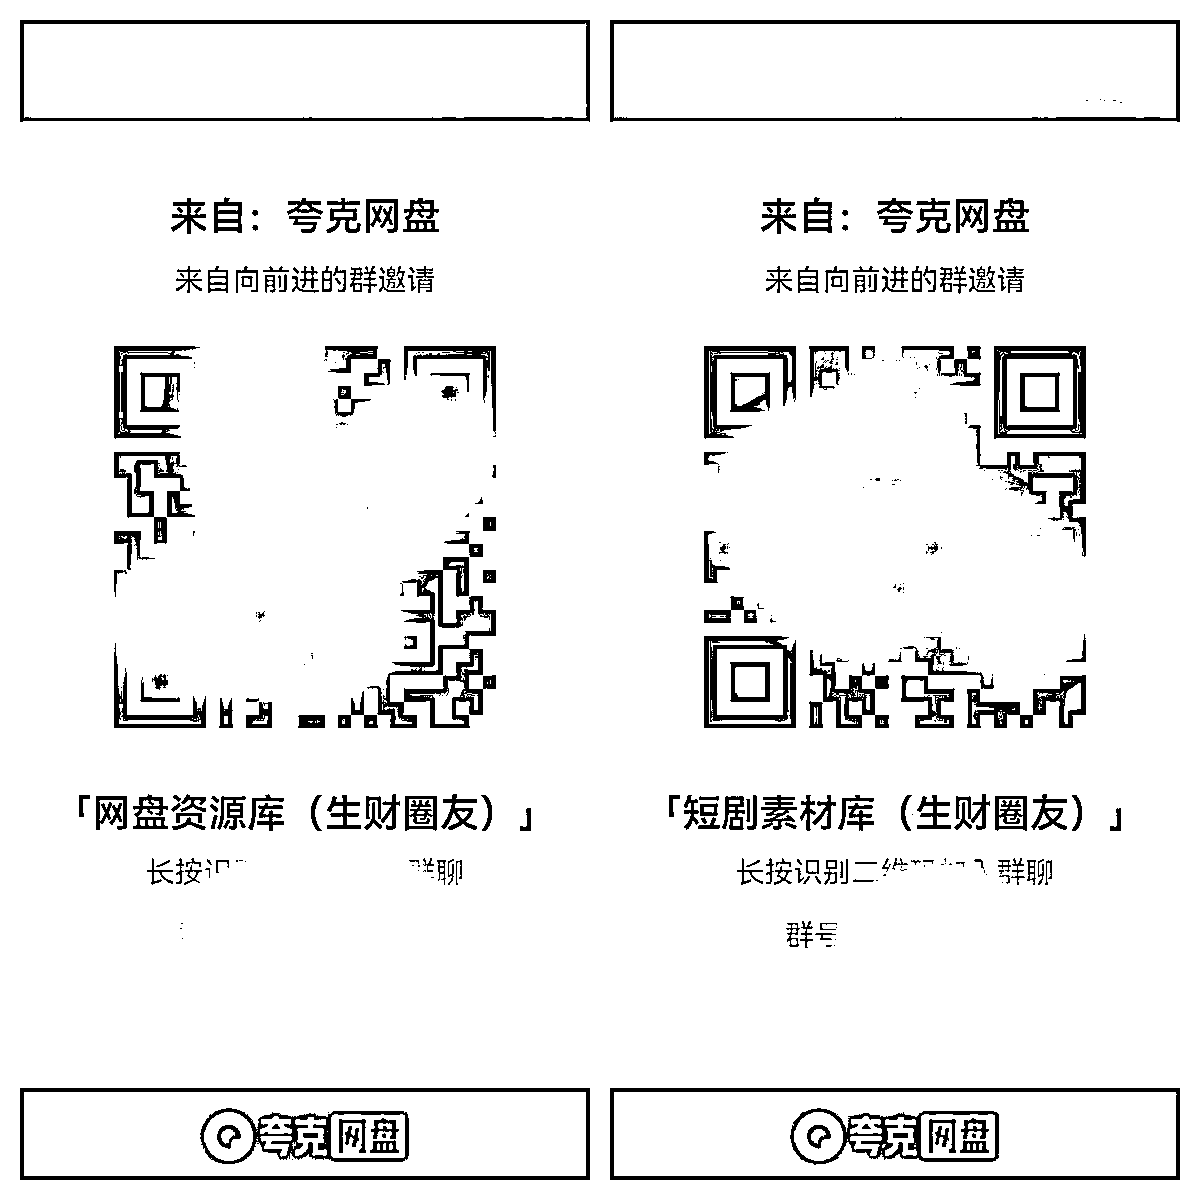 来自：夸克网盘
来自向前进的群邀请
「网盘资源库（生财圈友）」
长按识 群聊
夸克网盘
来自：夸克网盘
来自向前进的群邀请
「短剧素材库（生财圈友）」
长按识别二维 群聊
群号
夸克网盘